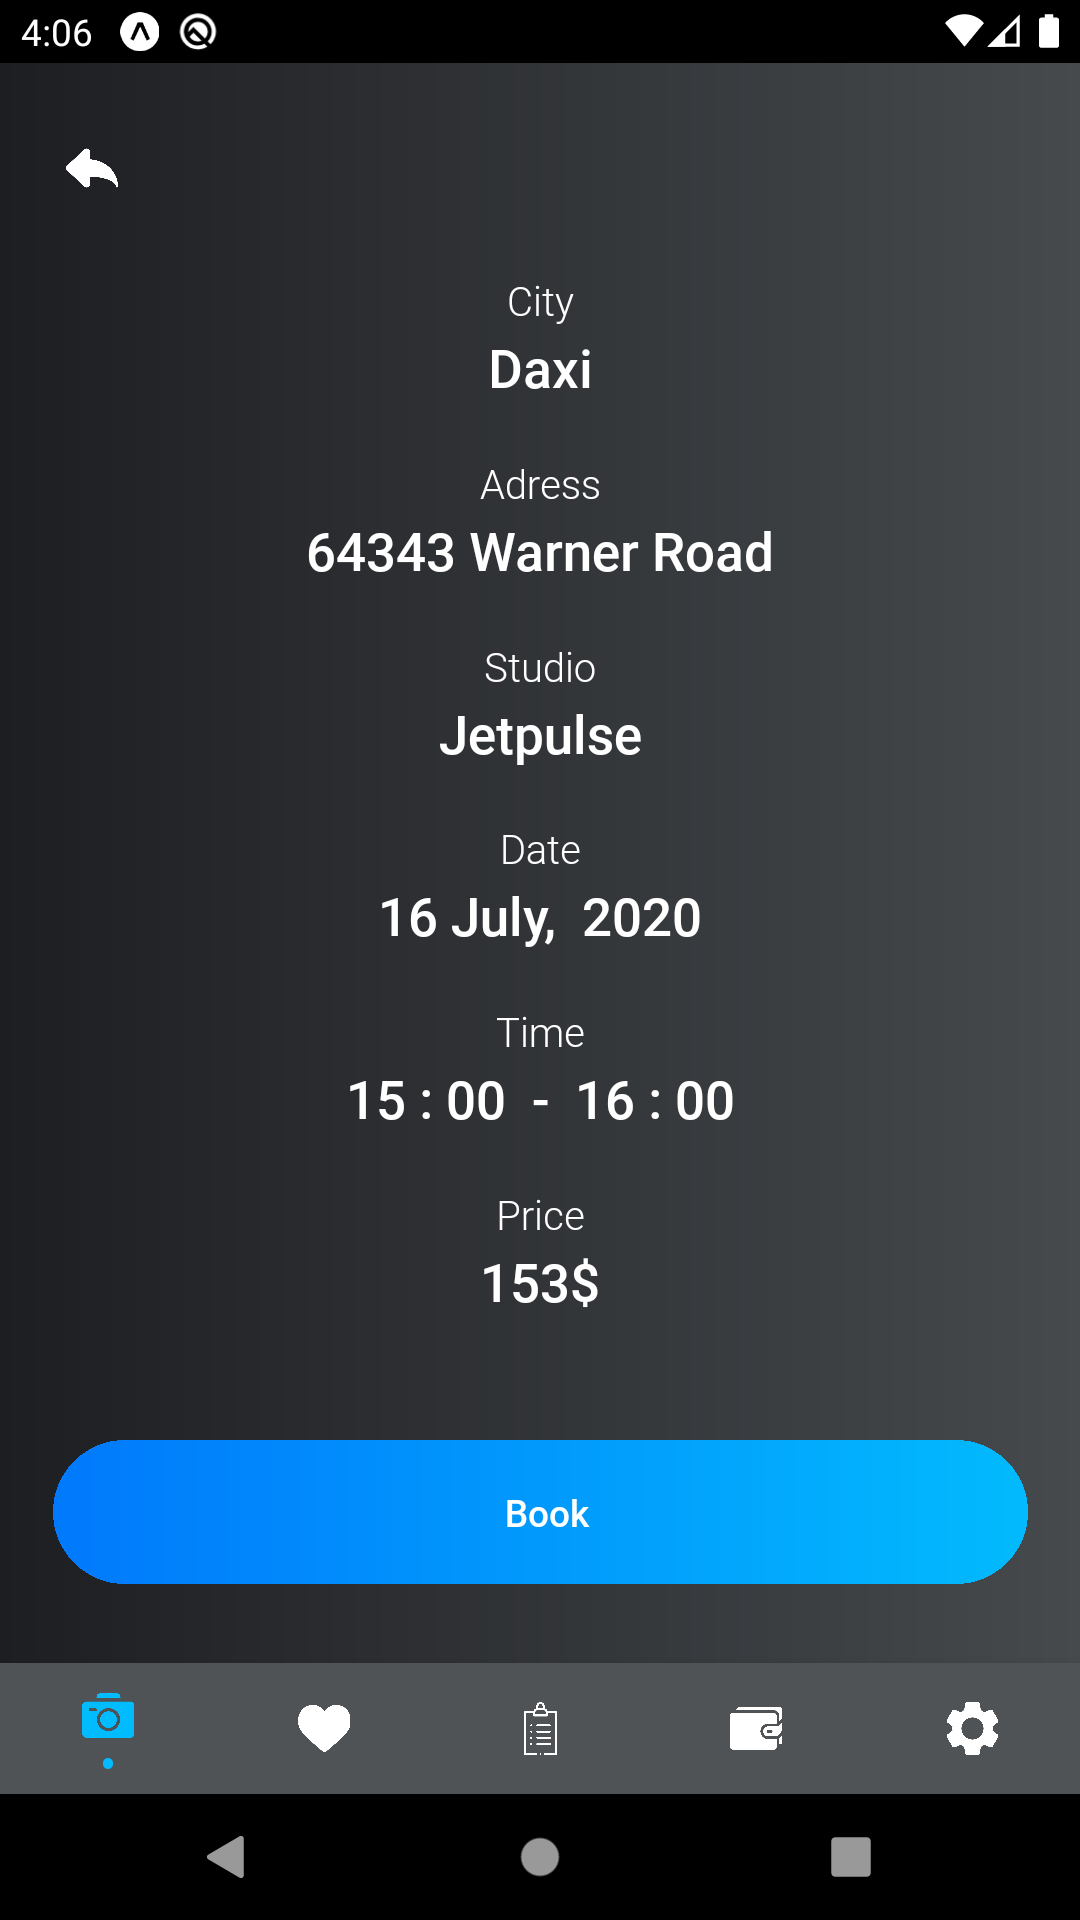 4:06
City
Daxi
Adress
64343 Warner Road
Studio
Jetpulse
Date
16 July,  2020
Time
15 : 00  -  16 : 00
Price
153$
Book